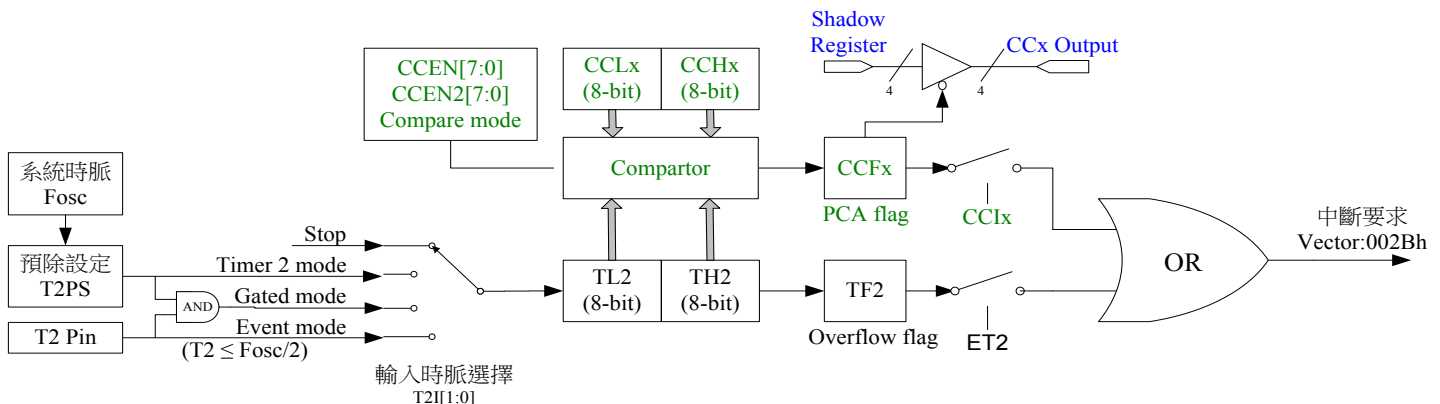 Shadow
Register
CCx Output
4
4
CCEN[7:0]
CCEN2[7:0]
Compare mode
CCLx
(8-bit)
CCHx
(8-bit)
Compartor
CCFx
PCA flag
CCIx
系統時脈
Fosc
預除設定
T2PS
T2 Pin
Stop
Timer 2 mode
AND
Gated mode
Event mode
(T2 ≤ Fosc/2)
輸入時脈選擇
T2I[1:0]
TL2
(8-bit)
TH2
(8-bit)
TF2
Overflow flag
ET2
OR
中斷要求
Vector:002Bh